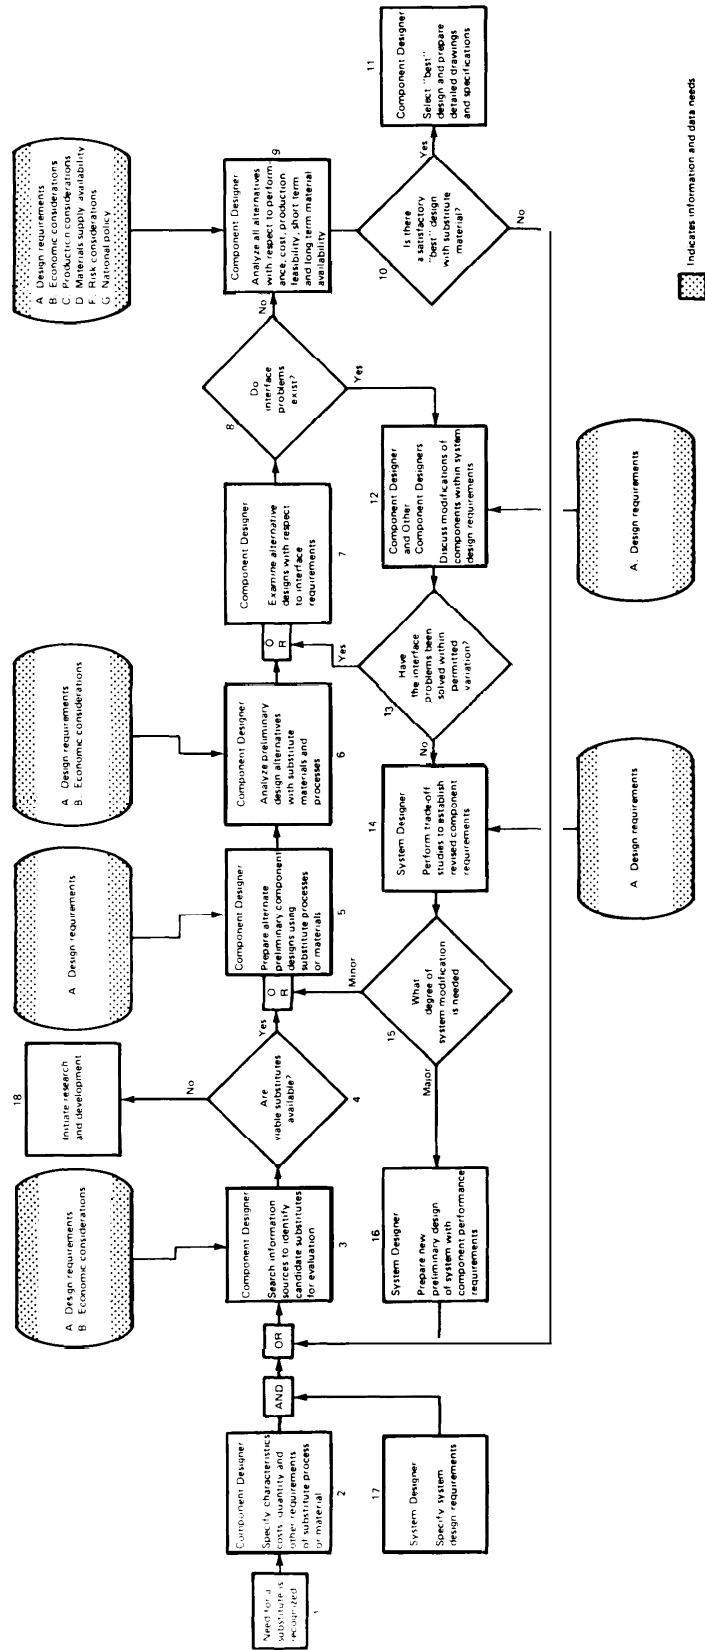 Need for a
substitute is
recognized
Component Designer
Specify characteristics
costs, quantity and
other requirements
of substitute process
or material
2
System Designer
Specify system
design requirements
17
AND
OR
A Design requirements
B. Economic considerations
Component Designer
Search information
sources to identify
candidate substitutes
for evaluation
3
Are
viable substitutes
available?
4
No
Yes
18
Initiate research
and development
O
R
A Design requirements
Component Designer
Prepare alternate
preliminary component
designs using
substitute processes
or materials
5
A Design requirements
B. Economic considerations
Component Designer
Analyze preliminary
design alternatives
with substitute
materials and
processes
6
O
R
Component Designer
Examine alternative
designs with respect
to interface
requirements
7
8
Do
interface
problems
exist?
No
Yes
A Design requirements
B Economic considerations
C. Production considerations
D Materials supply availability
F. Risk considerations
G National policy
Component Designer
Analyze all alternatives
with respect to perform-
ance, cost, production
feasibility, short term
and long term material
availability
9
10
Is there
a satisfactory
"best" design
with substitute
material?
Yes
No
11
Component Designer
Select "best"
design and prepare
detailed drawings
and specifications
12
Component Designer
and Other
Component Designers
Discuss modifications of
components within system
design requirements
A. Design requirements
13
Have
the interface
problems been
solved within
permitted
variation?
Yes
No
14
System Designer
Perform trade-off
studies to establish
revised component
requirements
A Design requirements
15
What
degree of
system modification
is needed
Minor
Major
16
System Designer
Prepare new
preliminary design
of system with
component performance
requirements
Indicates information and data needs